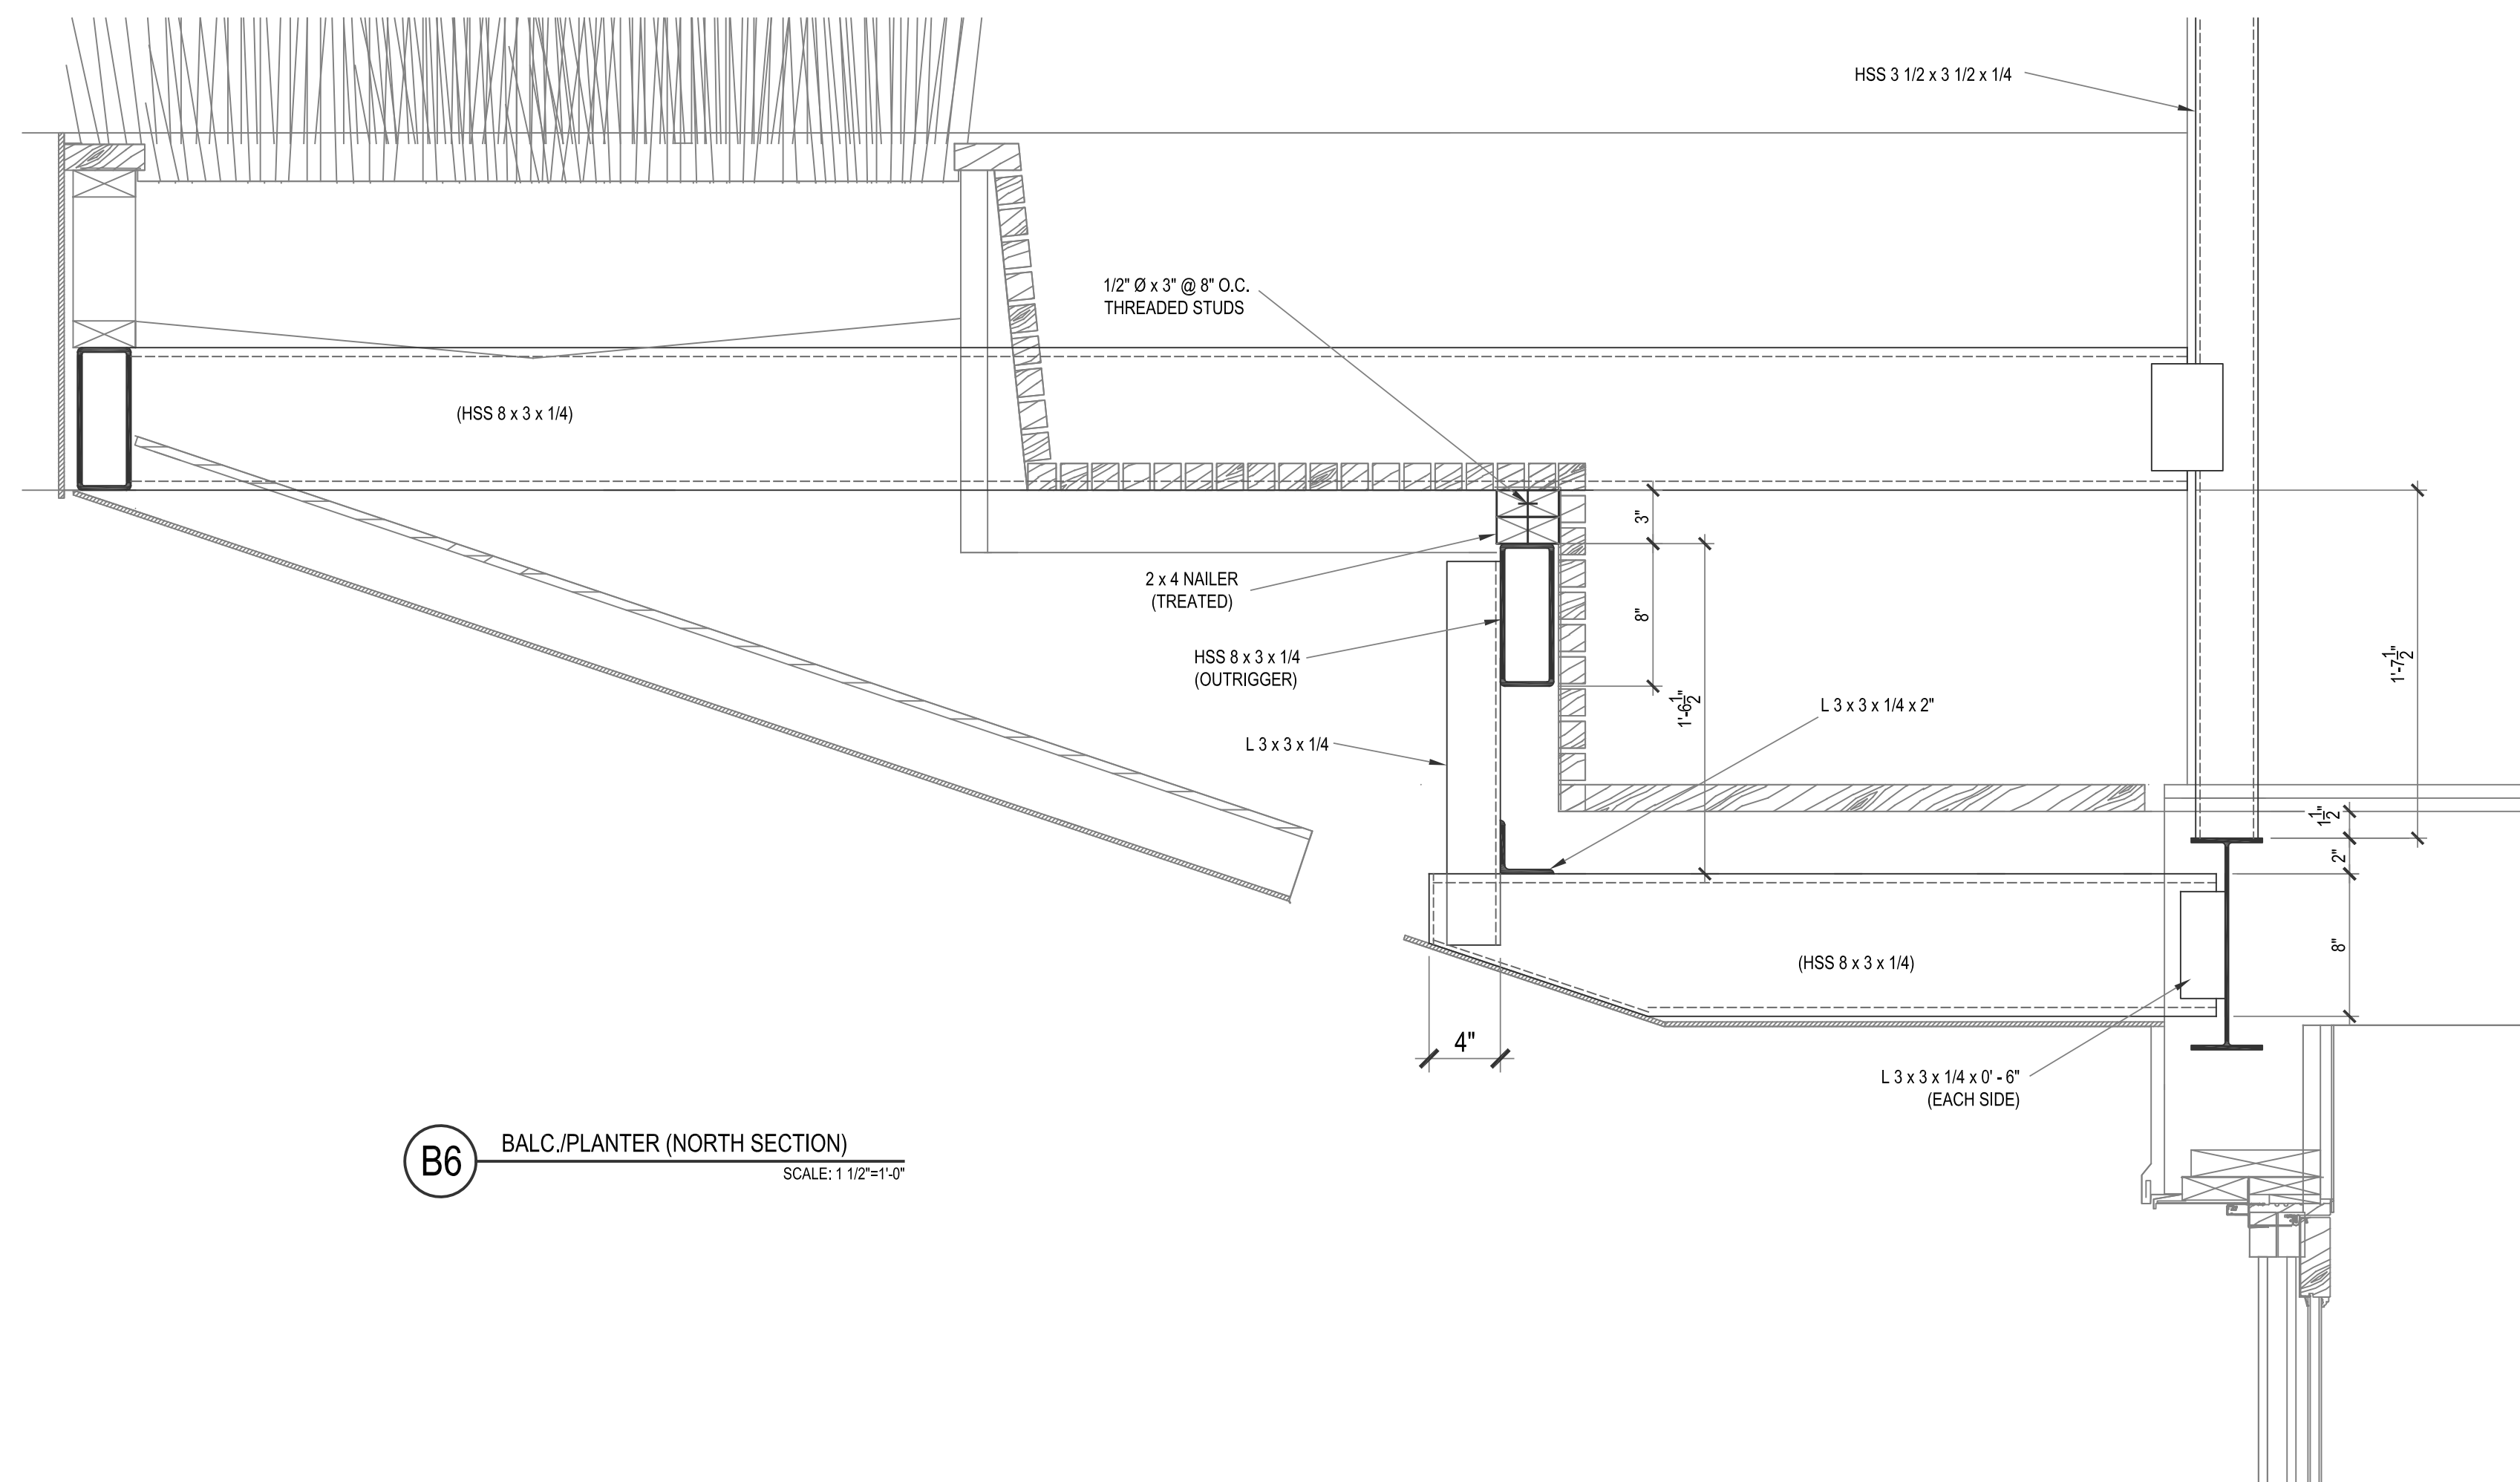 HSS 3 1/2 x 3 1/2 x 1/4
1/2" Ø x 3" @ 8" O.C.
THREADED STUDS
(HSS 8 x 3 x 1/4)
3"
2 x 4 NAILER
(TREATED)
8"
HSS 8 x 3 x 1/4
(OUTRIGGER)
1'-7 1/2"
1'-6 1/2"
L 3 x 3 x 1/4 x 2"
L 3 x 3 x 1/4
1 1/2"
2"
8"
(HSS 8 x 3 x 1/4)
4"
L 3 x 3 x 1/4 x 0' - 6"
(EACH SIDE)
B6
BALC./PLANTER (NORTH SECTION)
SCALE: 1 1/2"=1'-0"